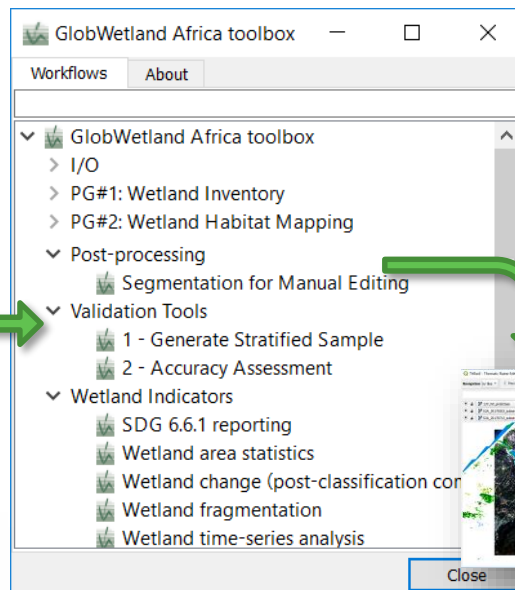 GlobWetland Africa toolbox
Workflows About
GlobWetland Africa toolbox
I/O
PG#1: Wetland Inventory
PG#2: Wetland Habitat Mapping
Post-processing
Segmentation for Manual Editing
Validation Tools
1 - Generate Stratified Sample
2 - Accuracy Assessment
Wetland Indicators
SDG 6.6.1 reporting
Wetland area statistics
Wetland change (post-classification con
Wetland fragmentation
Wetland time-series analysis
Close